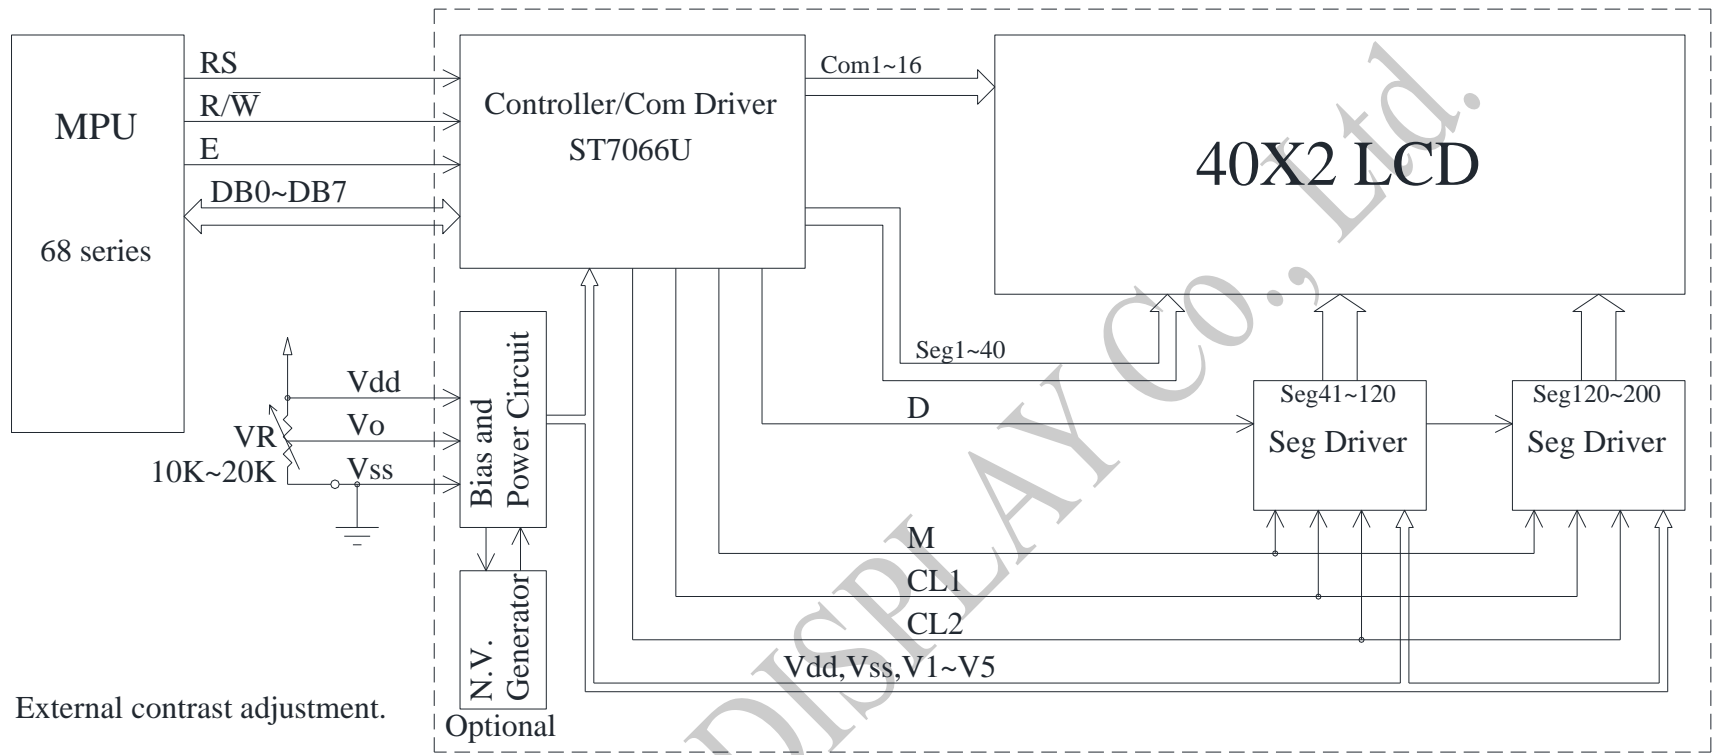 MPU
68 series
RS
R/W̅
E
DB0~DB7
Controller/Com Driver
ST7066U
Com1~16
40X2 LCD
Seg1~40
D
Seg41~120
Seg Driver
Seg120~200
Seg Driver
Vdd
Vo
Vss
VR
10K~20K
Bias and
Power Circuit
M
CL1
CL2
Vdd,Vss,V1~V5
N.V.
Generator
Optional
External contrast adjustment.
DISPLAY Co., Ltd.